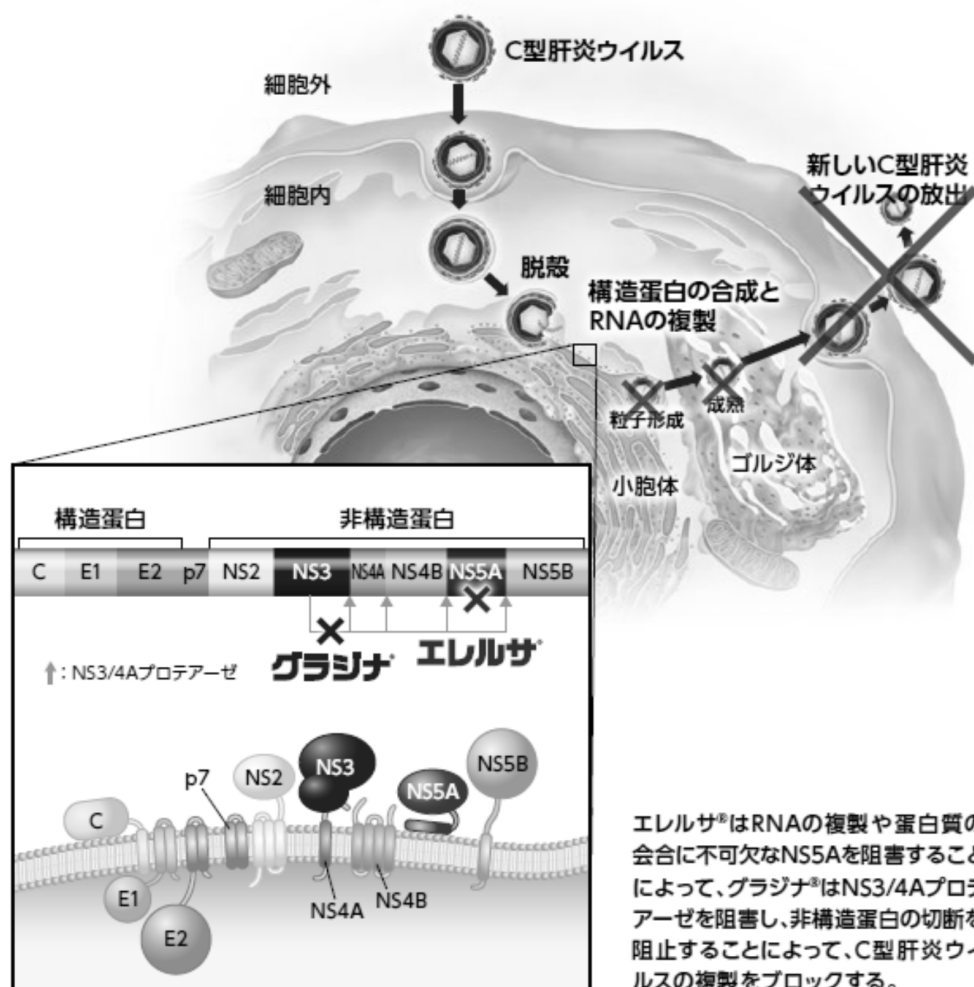 C型肝炎ウイルス
細胞外
新しいC型肝炎
ウイルスの放出
細胞内
脱殻
構造蛋白の合成と
RNAの複製
粒子形成
成熟
ゴルジ体
小胞体
構造蛋白 非構造蛋白
C E1 E2 p7 NS2 NS3 NS4A NS4B NS5A NS5B
グラジナ® エレルサ®
:NS3/4Aプロテアーゼ
p7 NS2 NS3 NS5A NS5B
C
E1
E2
NS4A NS4B
エレルサ®はRNAの複製や蛋白質の
会合に不可欠なNS5Aを阻害すること
によって、グラジナ®はNS3/4Aプロテ
アーゼを阻害し、非構造蛋白の切断を
阻止することによって、C型肝炎ウイ
ルスの複製をブロックする。